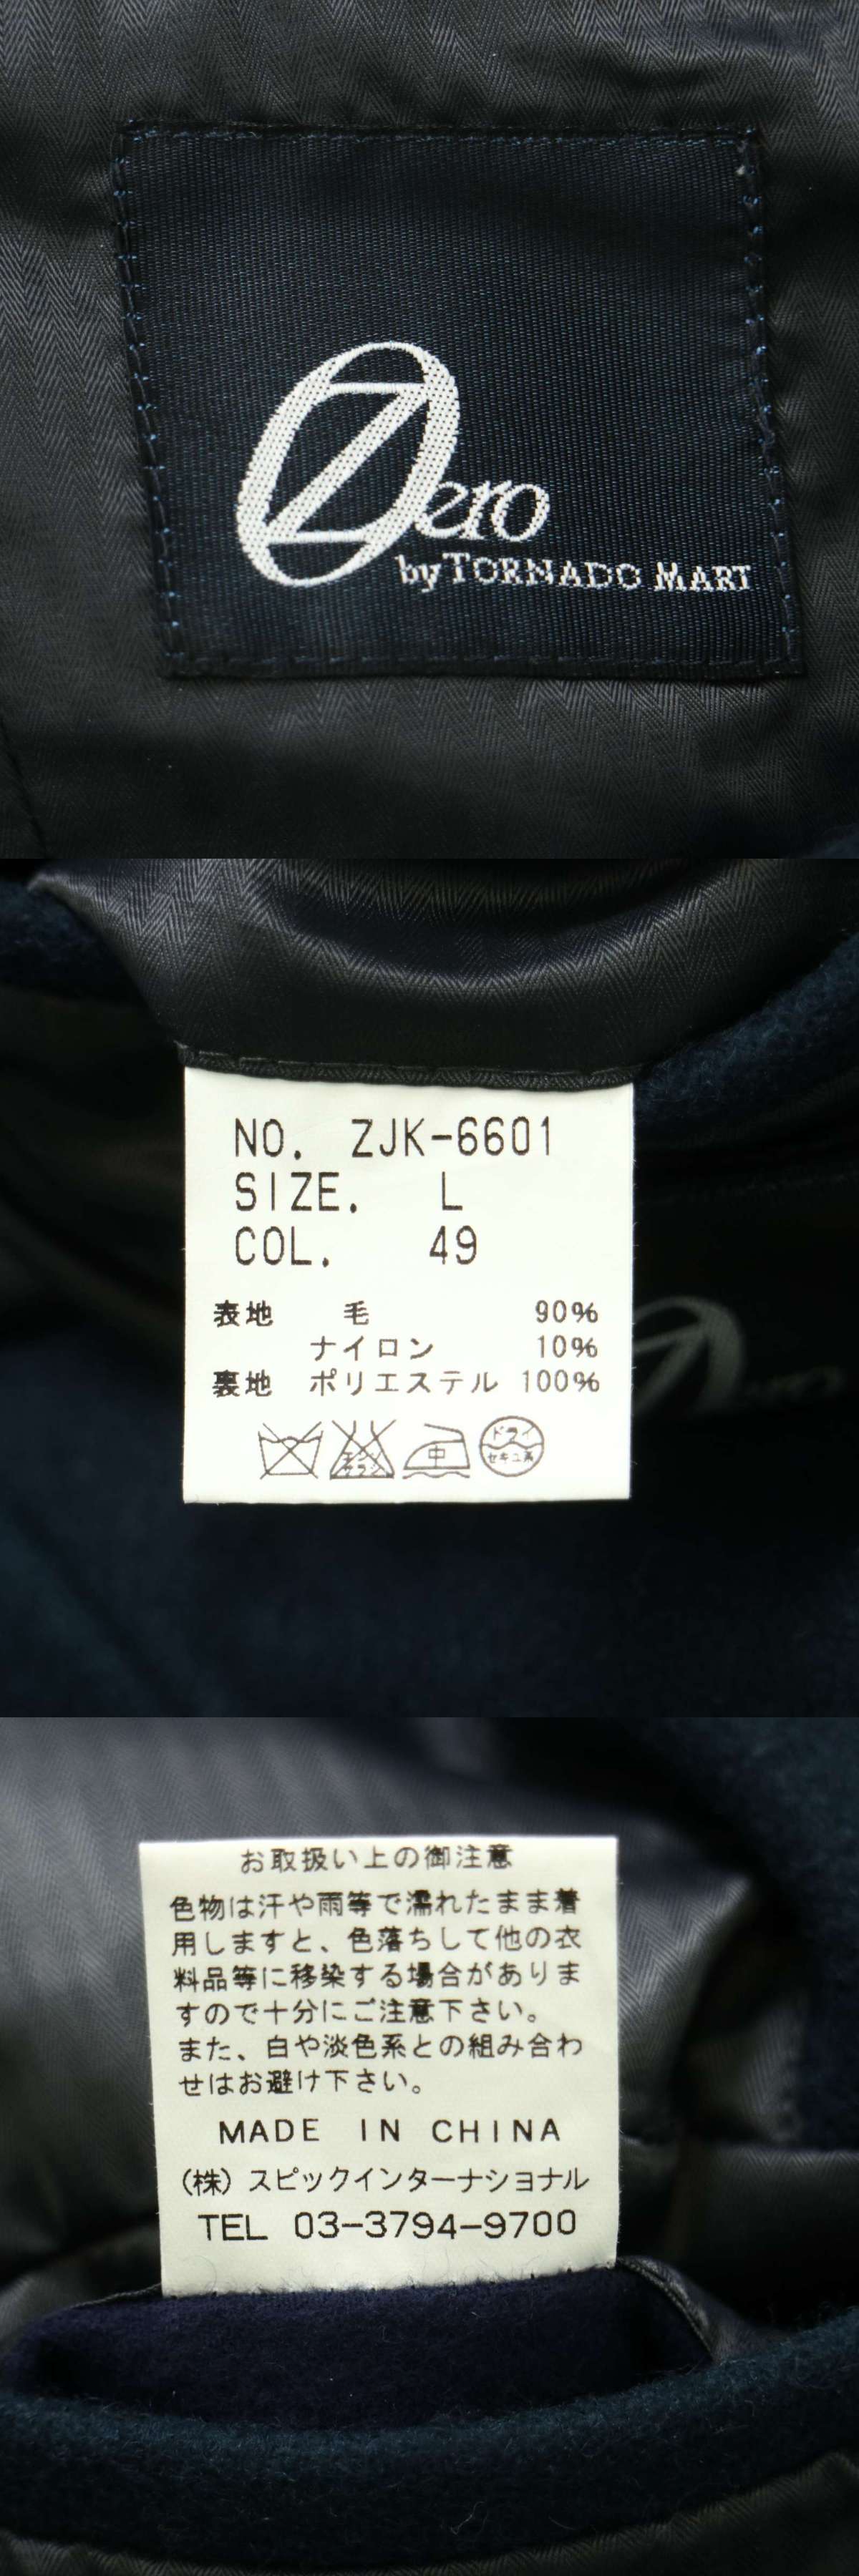 Zero
by TORNADO MART
NO. ZJK-6601
SIZE. L
COL. 49
表地 毛 90%
ナイロン 10%
裏地 ポリエステル 100%
中
ドライ
セキユ系
お取扱い上の御注意
色物は汗や雨等で濡れたまま着
用しますと、色落ちして他の衣
料品等に移染する場合がありま
すので十分にご注意下さい。
また、白や淡色系との組み合わ
せはお避け下さい。
MADE IN CHINA
(株) スピックインターナショナル
TEL 03-3794-9700